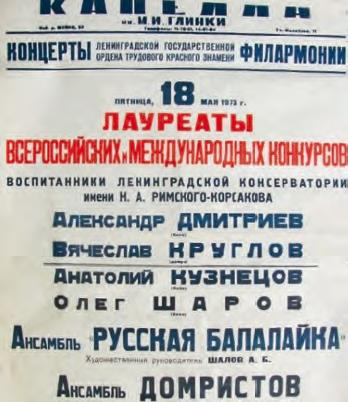 КАПЕЛЛА
им. М. И. ГЛИНКИ
КОНЦЕРТЫ ЛЕНИНГРАДСКОЙ ГОСУДАРСТВЕННОЙ ОРДЕНА ТРУДОВОГО КРАСНОГО ЗНАМЕНИ ФИЛАРМОНИИ
ПЯТНИЦА, 18 МАЯ 1973 г.
ЛАУРЕАТЫ
ВСЕРОССИЙСКИХ и МЕЖДУНАРОДНЫХ КОНКУРСОВ
ВОСПИТАННИКИ ЛЕНИНГРАДСКОЙ КОНСЕРВАТОРИИ
имени Н. А. РИМСКОГО-КОРСАКОВА
АЛЕКСАНДР ДМИТРИЕВ
ВЯЧЕСЛАВ КРУГЛОВ
АНАТОЛИЙ КУЗНЕЦОВ
ОЛЕГ ШАРОВ
АНСАМБЛЬ "РУССКАЯ БАЛАЛАЙКА"
Художественный руководитель ШАЛОВ А. Б.
АНСАМБЛЬ ДОМРИСТОВ